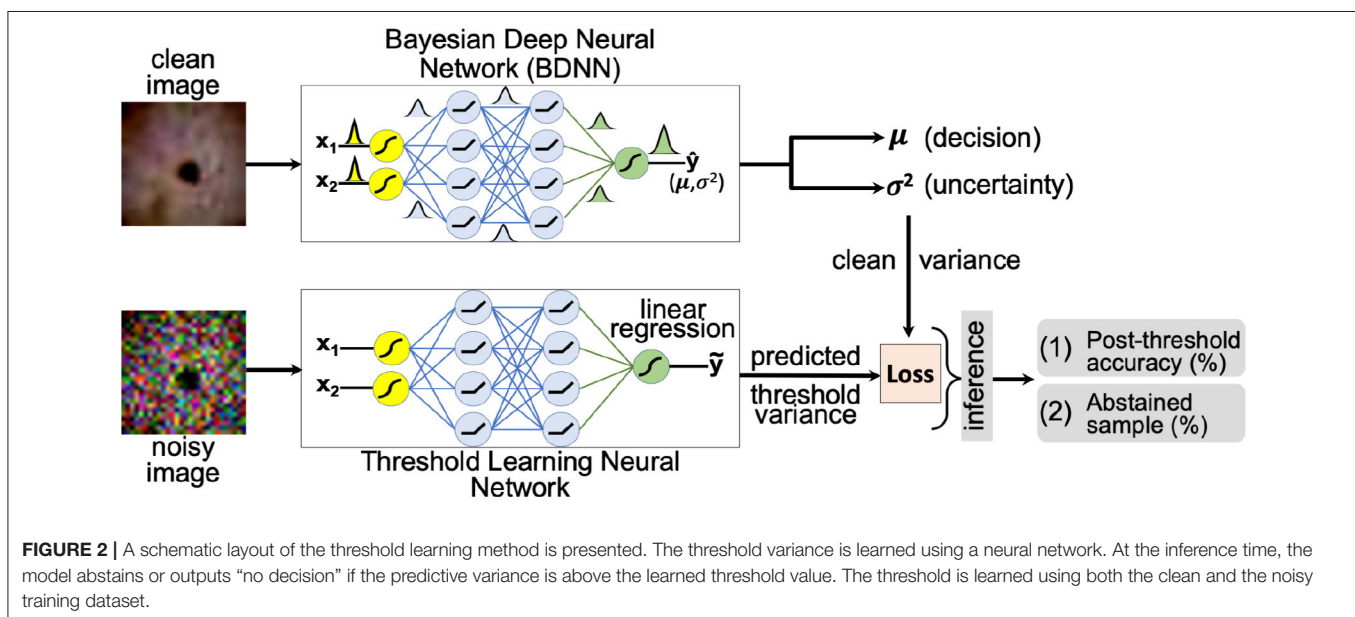 clean
image
Bayesian Deep Neural
Network (BDNN)
x₁
x₂
ŷ
(μ,σ²)
μ (decision)
σ² (uncertainty)
clean variance
noisy
image
x₁
x₂
linear
regression
ỹ
Threshold Learning Neural
Network
predicted
threshold
variance
Loss
inference
(1) Post-threshold
accuracy (%)
(2) Abstained
sample (%)
FIGURE 2 | A schematic layout of the threshold learning method is presented. The threshold variance is learned using a neural network. At the inference time, the
model abstains or outputs “no decision” if the predictive variance is above the learned threshold value. The threshold is learned using both the clean and the noisy
training dataset.